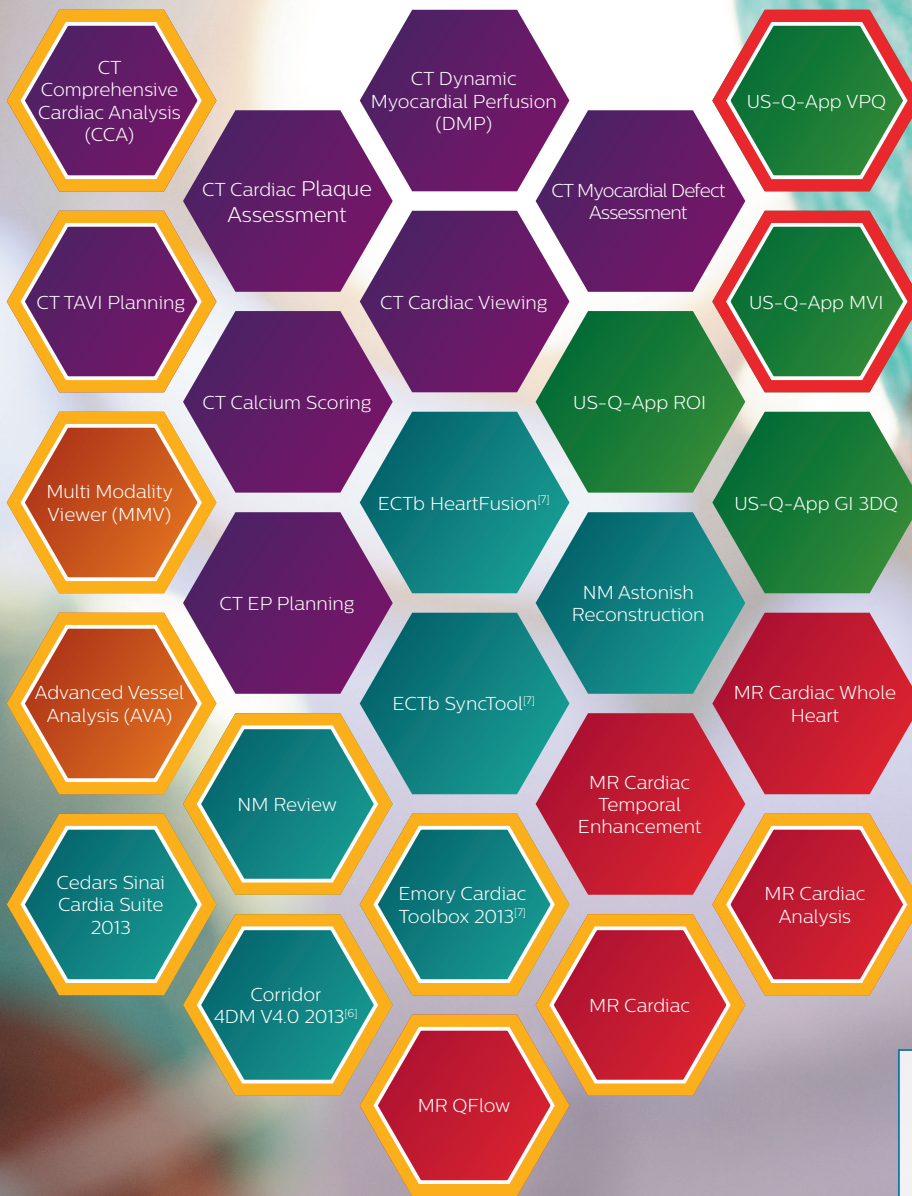 CT
Comprehensive
Cardiac Analysis
(CCA)
CT Dynamic
Myocardial Perfusion
(DMP)
US-Q-App VPQ
CT Cardiac Plaque
Assessment
CT Myocardial Defect
Assessment
CT TAVI Planning
CT Cardiac Viewing
US-Q-App MVI
CT Calcium Scoring
US-Q-App ROI
Multi Modality
Viewer (MMV)
ECTb HeartFusion[7]
US-Q-App GI 3DQ
CT EP Planning
NM Astonish
Reconstruction
Advanced Vessel
Analysis (AVA)
ECTb SyncTool[7]
MR Cardiac Whole
Heart
NM Review
MR Cardiac
Temporal
Enhancement
Cedars Sinai
Cardia Suite
2013
Emory Cardiac
Toolbox 2013[7]
MR Cardiac
Analysis
Corridor
4DM V4.0 2013[6]
MR Cardiac
MR QFlow